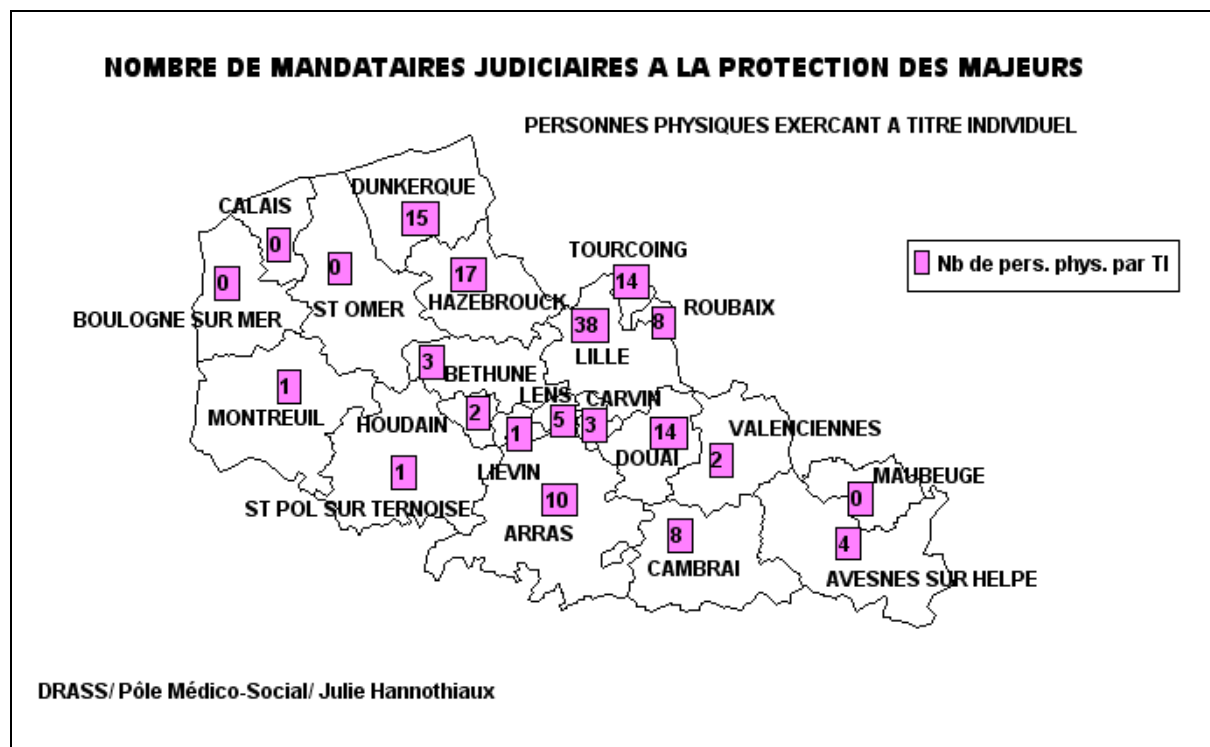 NOMBRE DE MANDATAIRES JUDICIAIRES A LA PROTECTION DES MAJEURS
PERSONNES PHYSIQUES EXERCANT A TITRE INDIVIDUEL
DUNKERQUE
15
CALAIS
0
0
BOULOGNE SUR MER
0
ST OMER
17
HAZEBROUCK
TOURCOING
14
ROUBAIX
8
38
LILLE
Nb de pers. phys. par TI
3
BETHUNE
1
MONTREUIL
HOUDAIN
2
LENS
5
CARVIN
3
1
LIEVIN
14
DOUAI
VALENCIENNES
2
MAUBEUGE
0
1
ST POL SUR TERNOISE
10
ARRAS
8
CAMBRAI
4
AVESNES SUR HELPE
DRASS/ Pôle Médico-Social/ Julie Hannothiaux